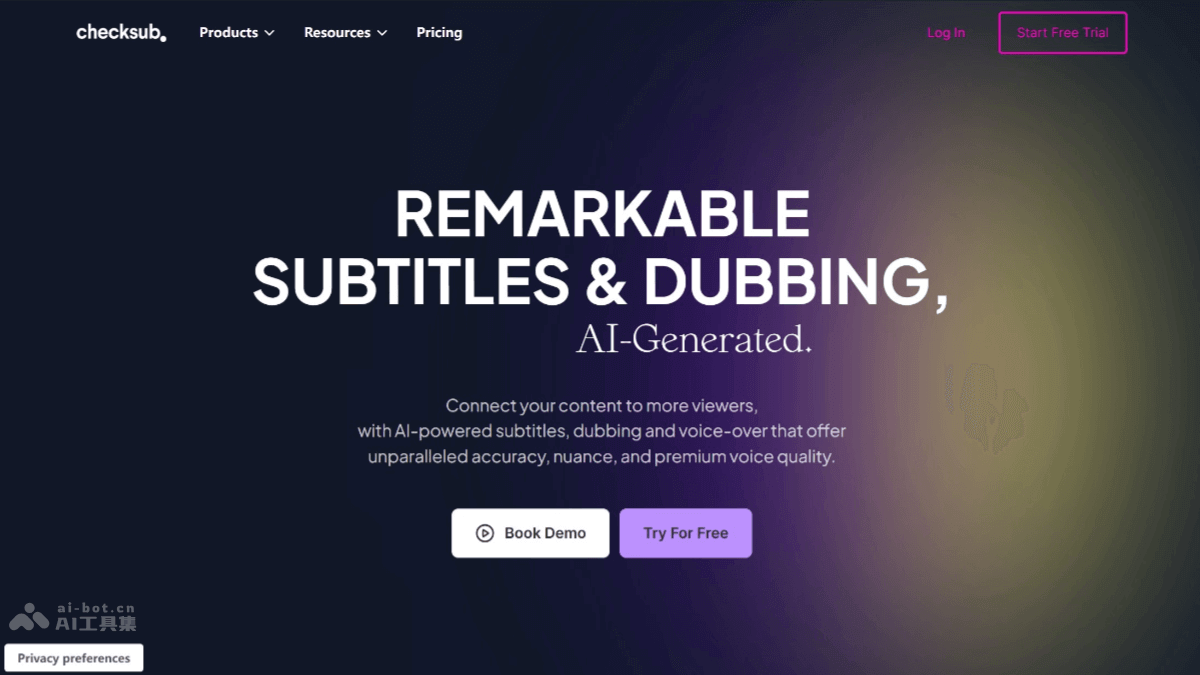 checksub.
Products
Resources
Pricing
Log In
Start Free Trial
REMARKABLE
SUBTITLES & DUBBING,
AI-Generated.
Connect your content to more viewers,
with AI-powered subtitles, dubbing and voice-over that offer
unparalleled accuracy, nuance, and premium voice quality.
Book Demo
Try For Free
ai-bot.cn
AI工具集
Privacy preferences